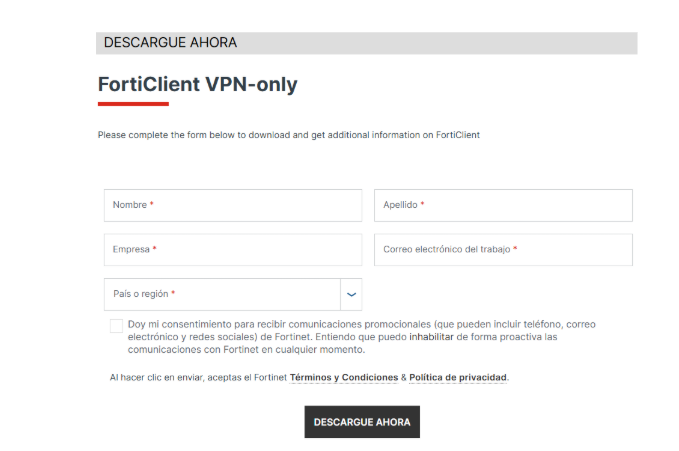 DESCARGUE AHORA
FortiClient VPN-only
Please complete the form below to download and get additional information on FortiClient
Nombre *
Apellido *
Empresa *
Correo electrónico del trabajo *
País o región *
Doy mi consentimiento para recibir comunicaciones promocionales (que pueden incluir teléfono, correo
electrónico y redes sociales) de Fortinet. Entiendo que puedo inhabilitar de forma proactiva las
comunicaciones con Fortinet en cualquier momento.
Al hacer clic en enviar, aceptas el Fortinet Términos y Condiciones & Política de privacidad.
DESCARGUE AHORA